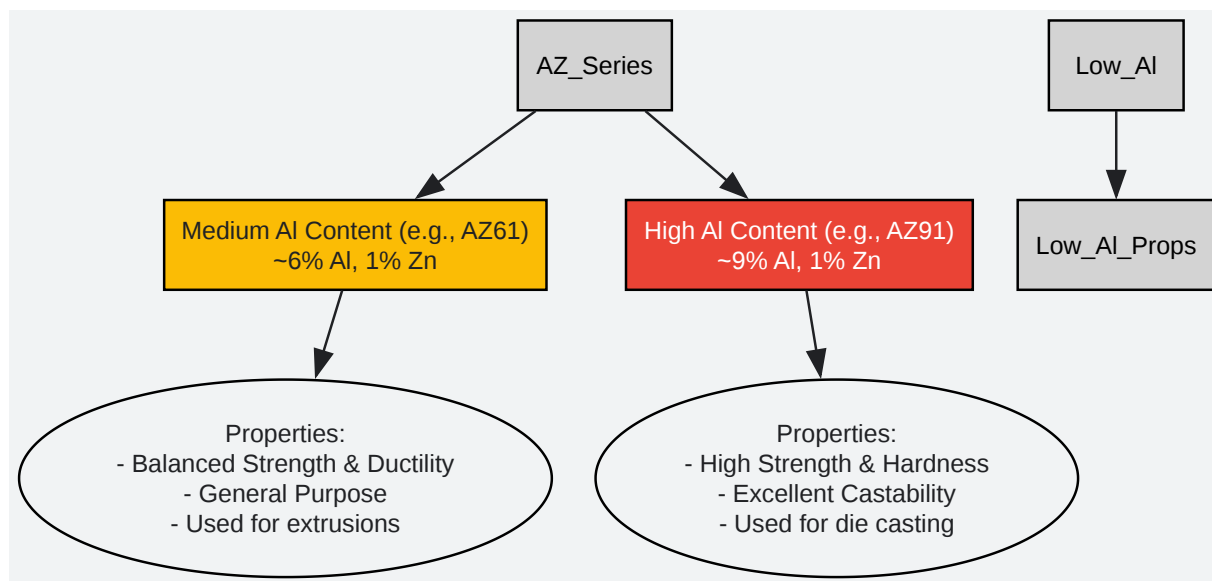 AZ_Series
Low_Al
Medium Al Content (e.g., AZ61)
~6% Al, 1% Zn
High Al Content (e.g., AZ91)
~9% Al, 1% Zn
Low_Al_Props
Properties:
- Balanced Strength & Ductility
- General Purpose
- Used for extrusions
Properties:
- High Strength & Hardness
- Excellent Castability
- Used for die casting